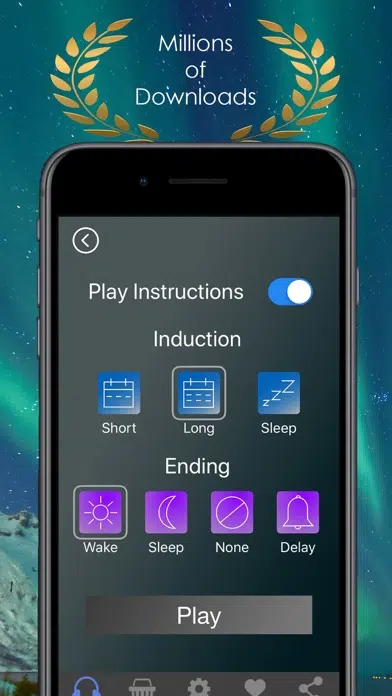 Millions
of
Downloads
Play Instructions
Induction
Short Long Sleep
Ending
Wake Sleep None Delay
Play